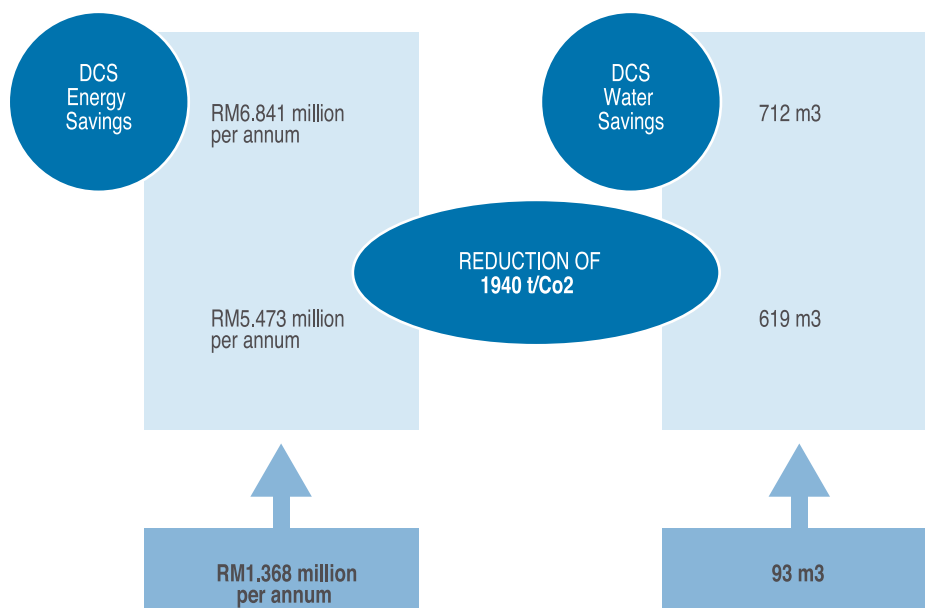 DCS
Energy
Savings
RM6.841 million
per annum
DCS
Water
Savings
712 m3
REDUCTION OF
1940 t/Co2
RM5.473 million
per annum
619 m3
RM1.368 million
per annum
93 m3